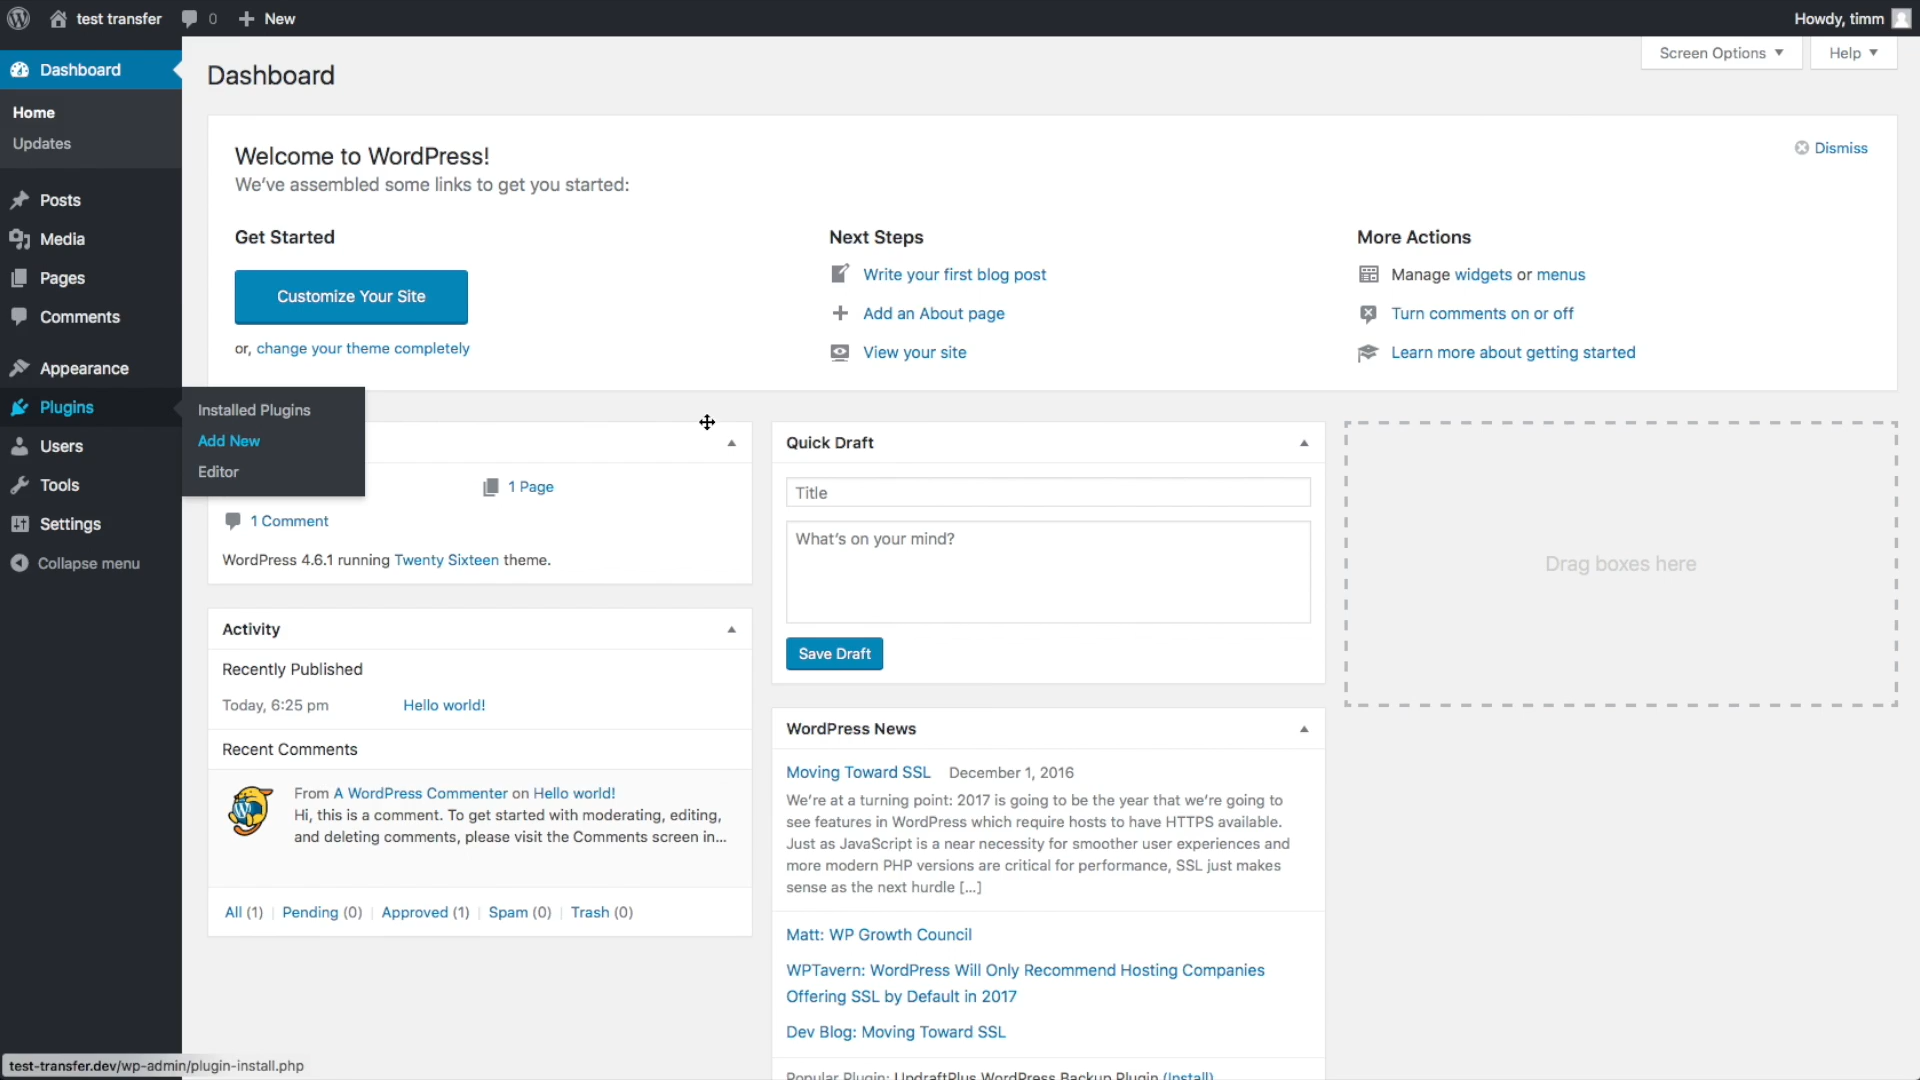 test transfer 0 New Howdy, timm
Screen Options Help
Dashboard
Home
Updates
Posts
Media
Pages
Comments
Appearance
Plugins
Users
Tools
Settings
Collapse menu
Installed Plugins
Add New
Editor
Dashboard
Welcome to WordPress!
We've assembled some links to get you started:
Dismiss
Get Started
Customize Your Site
or, change your theme completely
Next Steps
Write your first blog post
Add an About page
View your site
More Actions
Manage widgets or menus
Turn comments on or off
Learn more about getting started
1 Page
1 Comment
WordPress 4.6.1 running Twenty Sixteen theme.
Activity
Recently Published
Today, 6:25 pm Hello world!
Recent Comments
From A WordPress Commenter on Hello world!
Hi, this is a comment. To get started with moderating, editing,
and deleting comments, please visit the Comments screen in...
All (1) | Pending (0) | Approved (1) | Spam (0) | Trash (0)
Quick Draft
Title
What's on your mind?
Save Draft
WordPress News
Moving Toward SSL December 1, 2016
We're at a turning point: 2017 is going to be the year that we're going to
see features in WordPress which require hosts to have HTTPS available.
Just as JavaScript is a near necessity for smoother user experiences and
more modern PHP versions are critical for performance, SSL just makes
sense as the next hurdle [...]
Matt: WP Growth Council
WPTavern: WordPress Will Only Recommend Hosting Companies
Offering SSL by Default in 2017
Dev Blog: Moving Toward SSL
Popular Plugin: UpdraftPlus WordPress Backup Plugin (Install)
Drag boxes here
test-transfer.dev/wp-admin/plugin-install.php